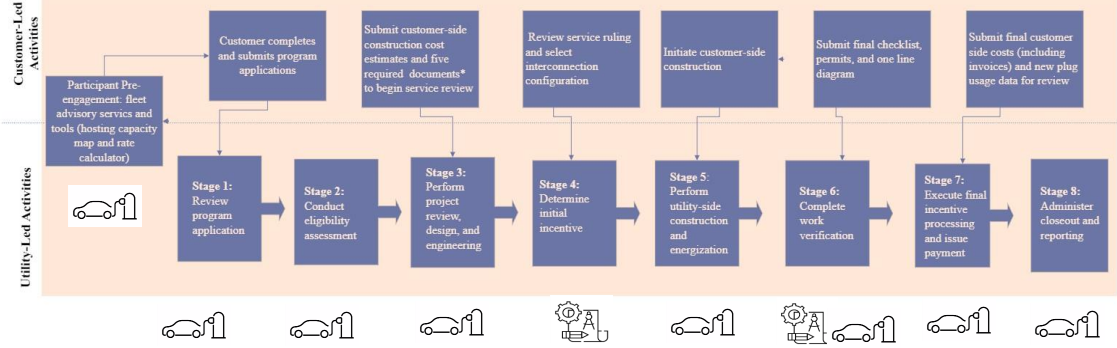 Customer-Led
Activities
Customer completes
and submits program
applications
Submit customer-side
construction cost
estimates and five
required documents*
to begin service review
Review service ruling
and select
interconnection
configuration
Initiate customer-side
construction
Submit final checklist,
permits, and one line
diagram
Submit final customer
side costs (including
invoices) and new plug
usage data for review
Participant Pre-
engagement: fleet
advisory servics and
tools (hosting capacity
map and rate
calculator)
Utility-Led Activities
Stage 1:
Review
program
application
Stage 2:
Conduct
eligibility
assessment
Stage 3:
Perform
project
review,
design, and
engineering
Stage 4:
Determine
initial
incentive
Stage 5:
Perform
utility-side
construction
and
energization
Stage 6:
Complete
work
verification
Stage 7:
Execute final
incentive
processing
and issue
payment
Stage 8:
Administer
closeout and
reporting